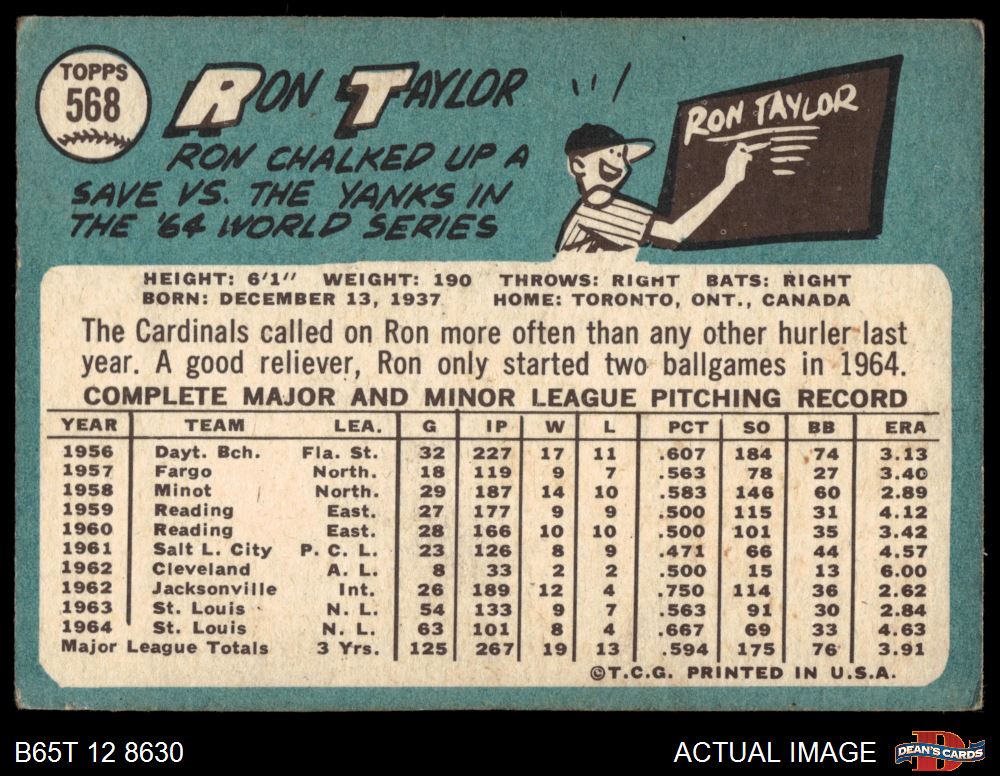 TOPPS
568
RON TAYLOR
RON CHALKED UP A
SAVE VS. THE YANKS IN
THE '64 WORLD SERIES
RON TAYLOR
HEIGHT: 6'1" WEIGHT: 190 THROWS: RIGHT BATS: RIGHT
BORN: DECEMBER 13, 1937 HOME: TORONTO, ONT., CANADA
The Cardinals called on Ron more often than any other hurler last
year. A good reliever, Ron only started two ballgames in 1964.
COMPLETE MAJOR AND MINOR LEAGUE PITCHING RECORD
YEAR TEAM LEA. G IP W L PCT SO BB ERA
1956 Dayt. Bch. Fla. St. 32 227 17 11 .607 184 74 3.13
1957 Fargo North. 18 119 9 7 .563 78 27 3.40
1958 Minot North. 29 187 14 10 .583 146 60 2.89
1959 Reading East. 27 177 9 9 .500 115 31 4.12
1960 Reading East. 28 166 10 10 .500 101 35 3.42
1961 Salt L. City P. C. L. 23 126 8 9 .471 66 44 4.57
1962 Cleveland A. L. 8 33 2 2 .500 15 13 6.00
1962 Jacksonville Int. 26 189 12 4 .750 114 36 2.62
1963 St. Louis N. L. 54 133 9 7 .563 91 30 2.84
1964 St. Louis N. L. 63 101 8 4 .667 69 33 4.63
Major League Totals 3 Yrs. 125 267 19 13 .594 175 76 3.91
©T.C.G. PRINTED IN U.S.A.
B65T 12 8630
ACTUAL IMAGE
DEAN'S CARDS